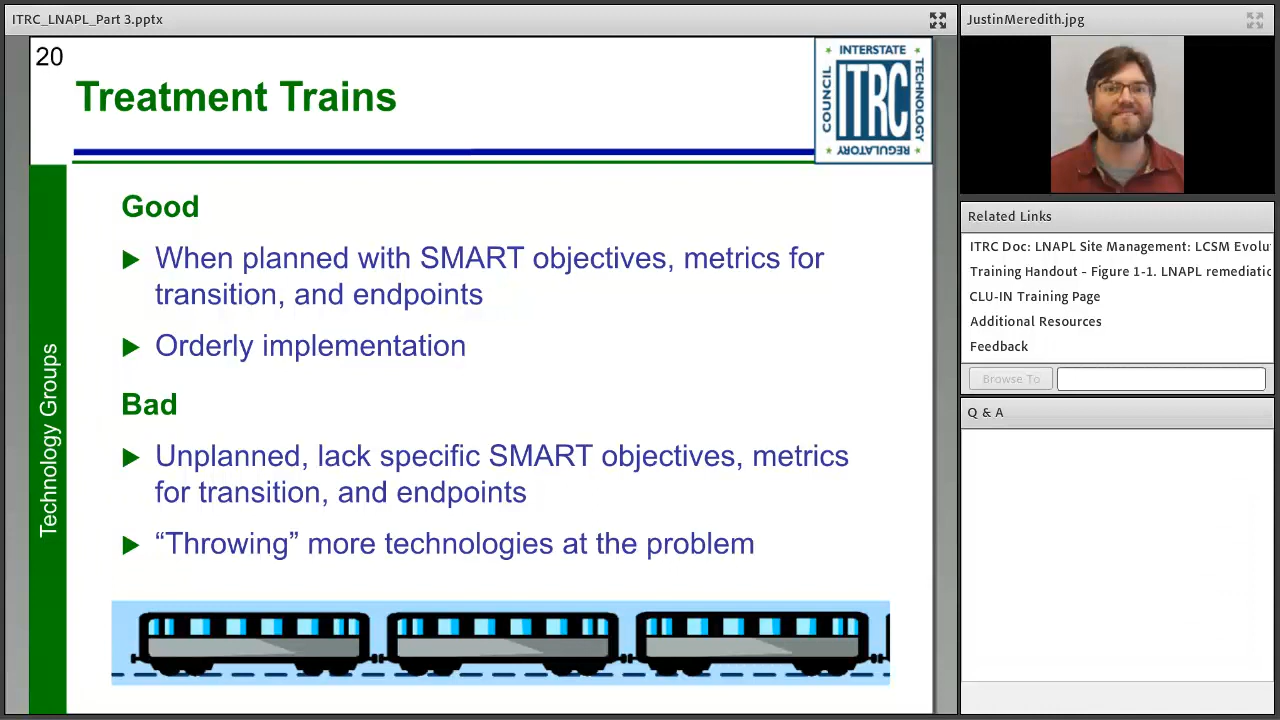 ITRC_LNAPL_Part 3.pptx
20
Treatment Trains
INTERSTATE
COUNCIL
ITRC
TECHNOLOGY
REGULATORY
Technology Groups
Good
When planned with SMART objectives, metrics for
transition, and endpoints
Orderly implementation
Bad
Unplanned, lack specific SMART objectives, metrics
for transition, and endpoints
“Throwing” more technologies at the problem
JustinMeredith.jpg
Related Links
ITRC Doc: LNAPL Site Management: LCSM Evolu
Training Handout - Figure 1-1. LNAPL remediatic
CLU-IN Training Page
Additional Resources
Feedback
Browse To
Q & A